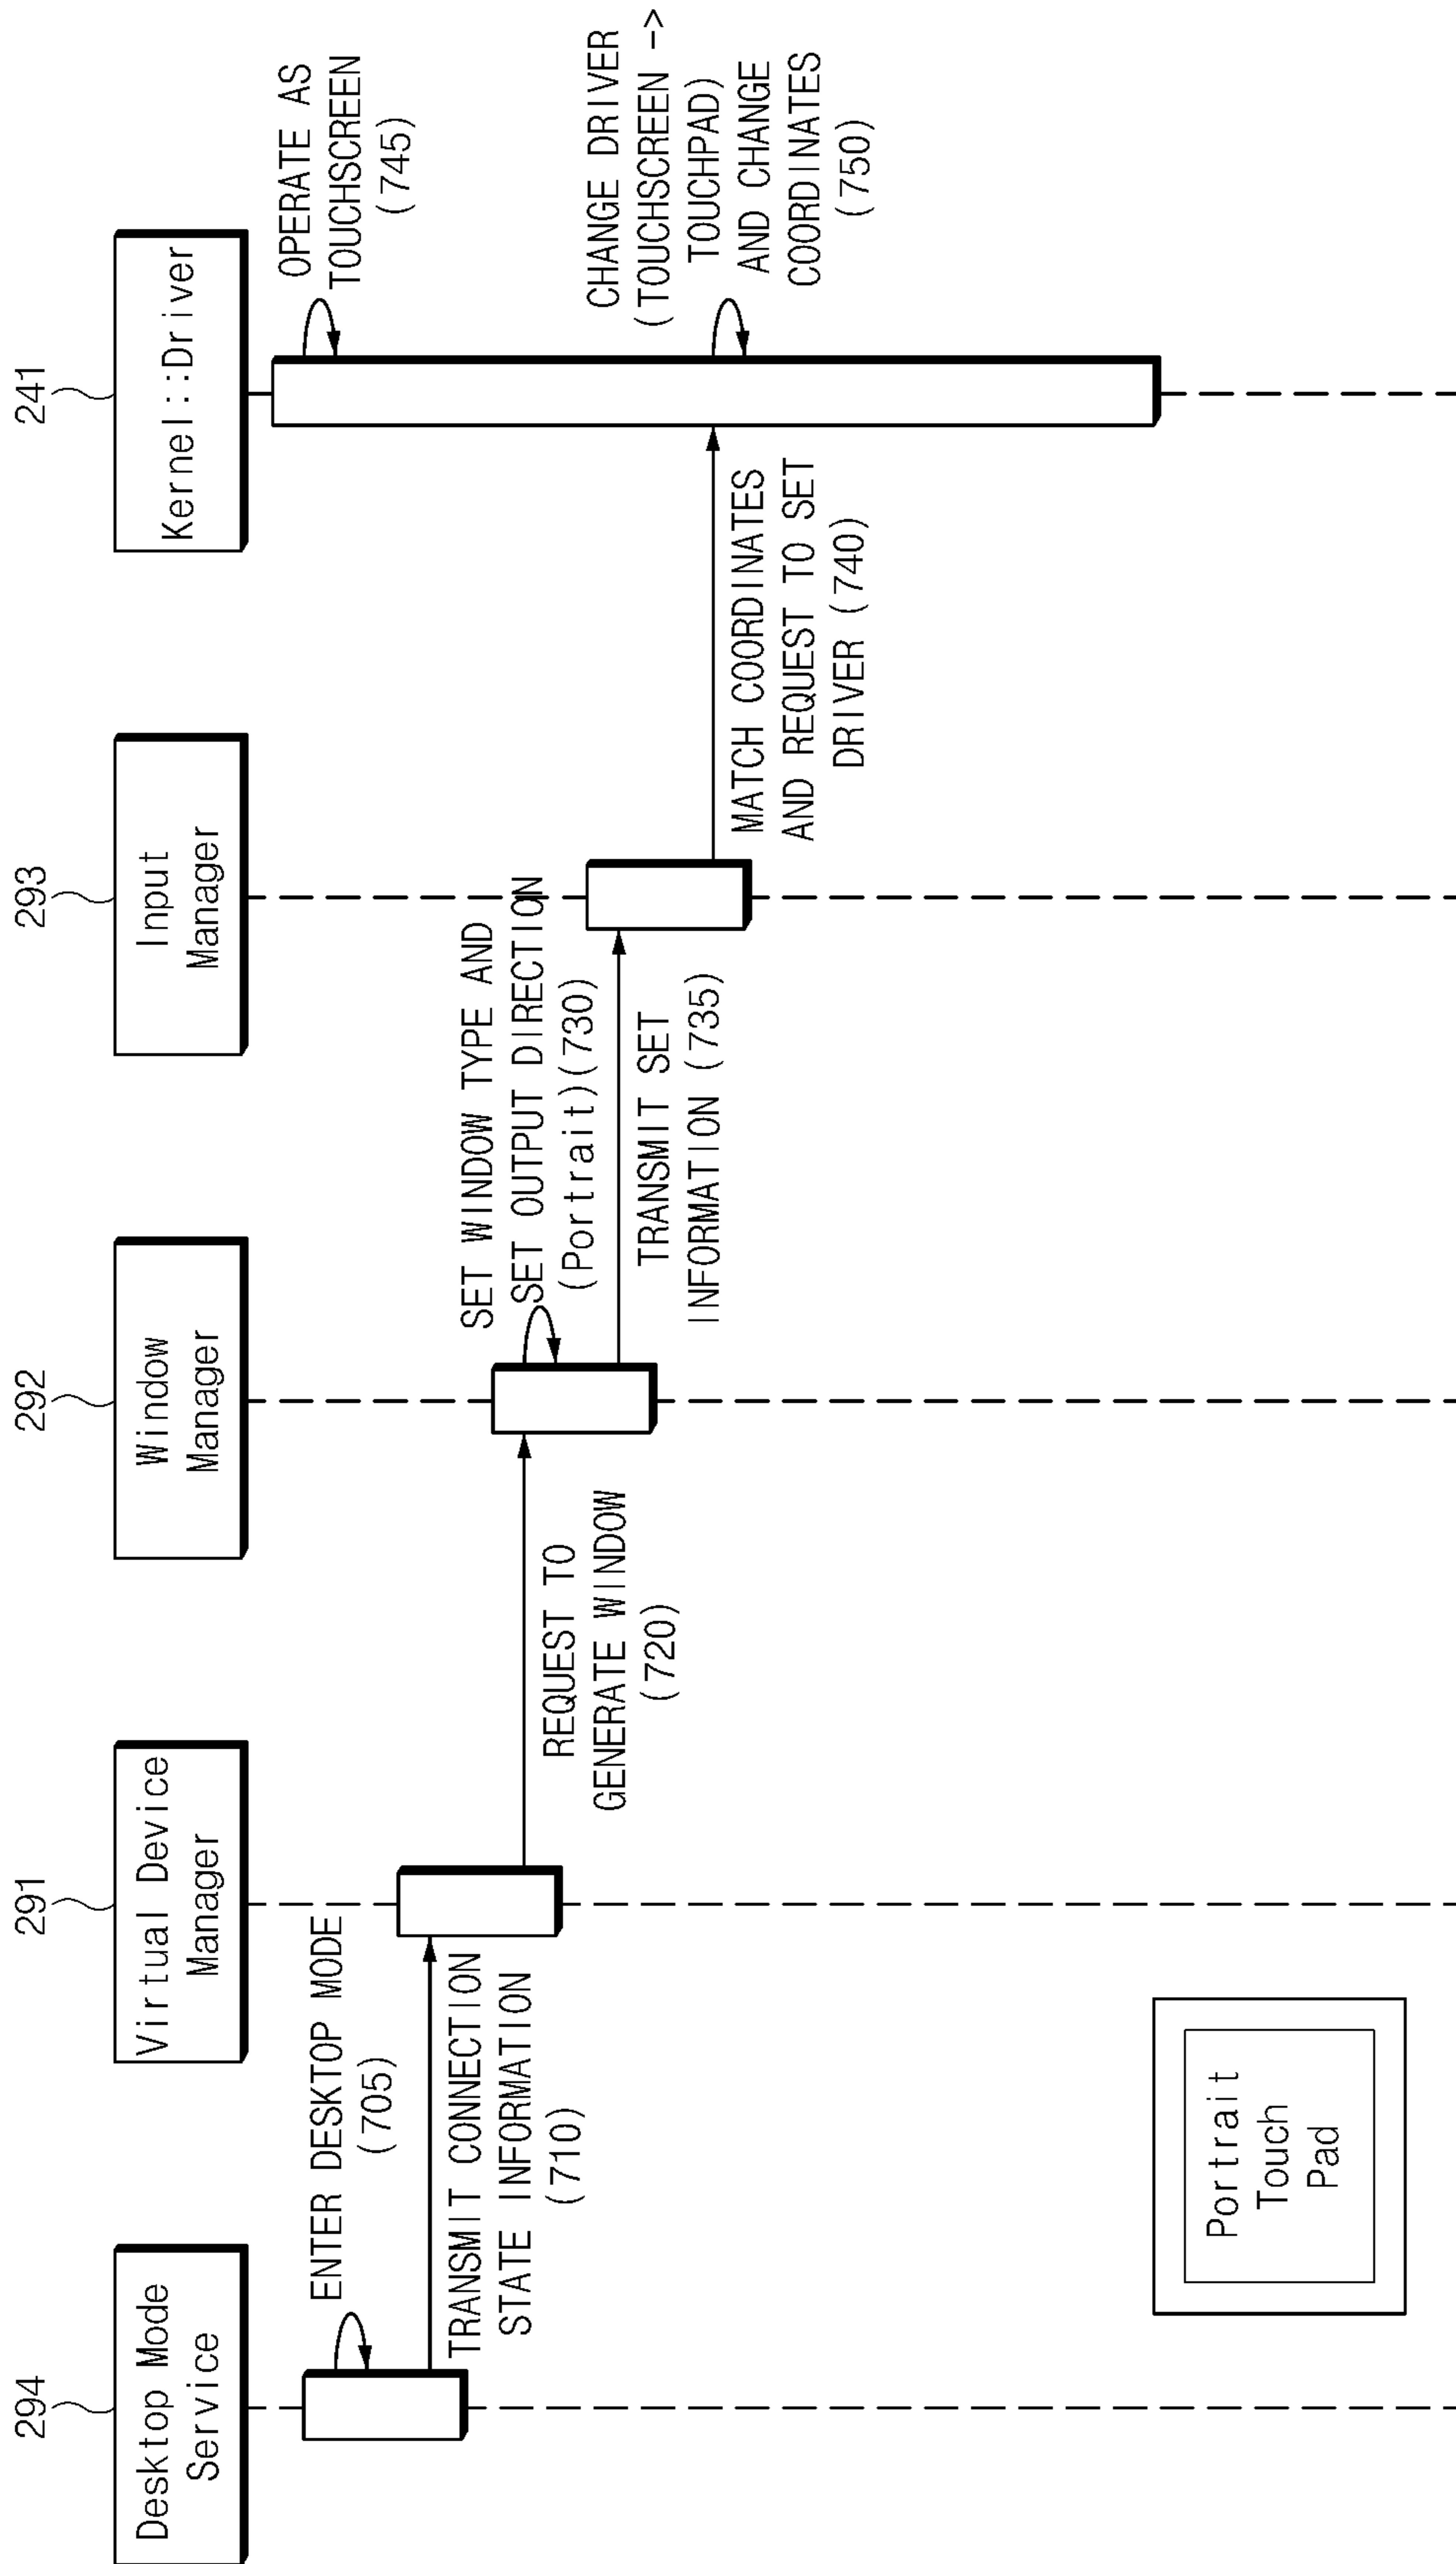 294
291
292
293
241
Desktop Mode
Service
Virtual Device
Manager
Window
Manager
Input
Manager
Kernel::Driver
OPERATE AS
TOUCHSCREEN
(745)
ENTER DESKTOP MODE
(705)
TRANSMIT CONNECTION
STATE INFORMATION
(710)
REQUEST TO
GENERATE WINDOW
(720)
SET WINDOW TYPE AND
SET OUTPUT DIRECTION
(Portrait)(730)
TRANSMIT SET
INFORMATION (735)
MATCH COORDINATES
AND REQUEST TO SET
DRIVER (740)
CHANGE DRIVER
(TOUCHSCREEN ->
TOUCHPAD)
AND CHANGE
COORDINATES
(750)
Portrait
Touch
Pad